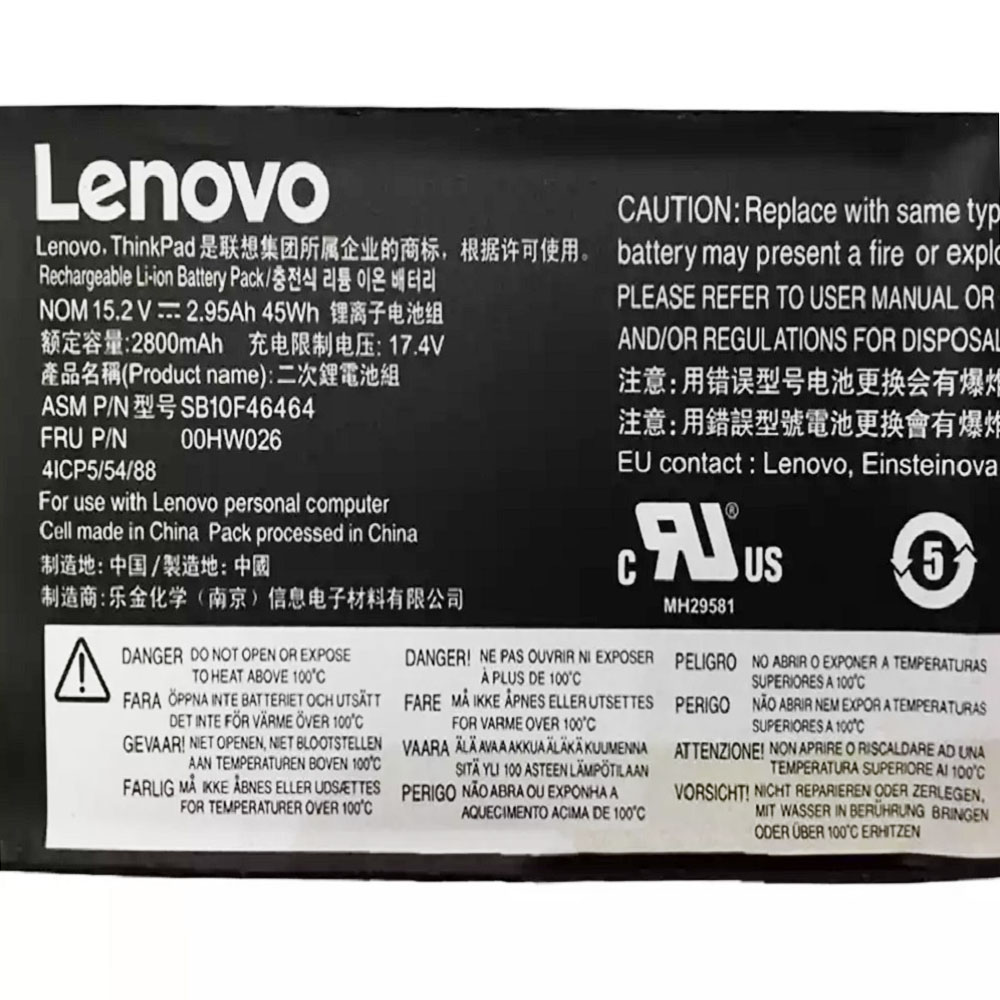 Lenovo
Lenovo, ThinkPad 是联想集团所属企业的商标，根据许可使用。
Rechargeable Li-ion Battery Pack/충전식 리튬 이온 배터리
NOM 15.2 V ⎓ 2.95Ah 45Wh 锂离子电池组
额定容量:2800mAh 充电限制电压: 17.4V
產品名稱(Product name): 二次鋰電池組
ASM P/N 型号 SB10F46464
FRU P/N 00HW026
4ICP5/54/88
For use with Lenovo personal computer
Cell made in China Pack processed in China
制造地: 中国 / 製造地: 中國
制造商: 乐金化学（南京）信息电子材料有限公司
CAUTION: Replace with same typ
battery may present a fire or explo
PLEASE REFER TO USER MANUAL OR
AND/OR REGULATIONS FOR DISPOSAL
注意: 用错误型号电池更换会有爆炸
注意: 用錯誤型號電池更換會有爆炸
EU contact : Lenovo, Einsteinova
C RU® US
MH29581
5
DANGER DO NOT OPEN OR EXPOSE
TO HEAT ABOVE 100°C
FARA ÖPPNA INTE BATTERIET OCH UTSÄTT
DET INTE FÖR VÄRME ÖVER 100°C
GEVAAR! NIET OPENEN, NIET BLOOTSTELLEN
AAN TEMPERATUREN BOVEN 100°C
FARLIG MÅ IKKE ÅBNES ELLER UDSÆTTES
FOR TEMPERATURER OVER 100°C
DANGER! NE PAS OUVRIR NI EXPOSER
À PLUS DE 100°C
FARE MÅ IKKE ÅPNES ELLER UTSETTES
FOR VARME OVER 100°C
VAARA ÄLÄ AVAA AKKUA ÄLÄKÄ KUUMENNA
SITÄ YLI 100 ASTEEN LÄMPÖTILAAN
PERIGO NÃO ABRA OU EXPONHA A
AQUECIMENTO ACIMA DE 100°C
PELIGRO NO ABRIR O EXPONER A TEMPERATURAS
SUPERIORES A 100°C
PERIGO NÃO ABRIR NEM EXPOR A TEMPERATURAS
SUPERIORES A 100°C
ATTENZIONE! NON APRIRE O RISCALDARE AD UNA
TEMPERATURA SUPERIORE AI 100°C
VORSICHT! NICHT REPARIEREN ODER ZERLEGEN,
MIT WASSER IN BERÜHRUNG BRINGEN
ODER ÜBER 100°C ERHITZEN